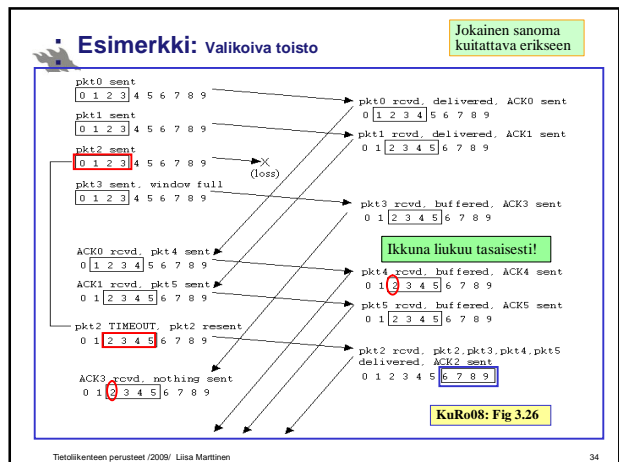 Esimerkki: Valikoiva toisto
Jokainen sanoma
kuitattava erikseen
pkt0 sent
0 1 2 3 4 5 6 7 8 9
pkt1 sent
0 1 2 3 4 5 6 7 8 9
pkt2 sent
0 1 2 3 4 5 6 7 8 9
(loss)
pkt3 sent, window full
0 1 2 3 4 5 6 7 8 9
ACK0 rcvd, pkt4 sent
0 1 2 3 4 5 6 7 8 9
ACK1 rcvd, pkt5 sent
0 1 2 3 4 5 6 7 8 9
pkt2 TIMEOUT, pkt2 resent
0 1 2 3 4 5 6 7 8 9
ACK3 rcvd, nothing sent
0 1 2 3 4 5 6 7 8 9
pkt0 rcvd, delivered, ACK0 sent
0 1 2 3 4 5 6 7 8 9
pkt1 rcvd, delivered, ACK1 sent
0 1 2 3 4 5 6 7 8 9
pkt3 rcvd, buffered, ACK3 sent
0 1 2 3 4 5 6 7 8 9
Ikkuna liukuu tasaisesti!
pkt4 rcvd, buffered, ACK4 sent
0 1 2 3 4 5 6 7 8 9
pkt5 rcvd, buffered, ACK5 sent
0 1 2 3 4 5 6 7 8 9
pkt2 rcvd, pkt2,pkt3,pkt4,pkt5
delivered, ACK2 sent
0 1 2 3 4 5 6 7 8 9
KuRo08: Fig 3.26
Tietoliikenteen perusteet /2009/ Liisa Marttinen
34